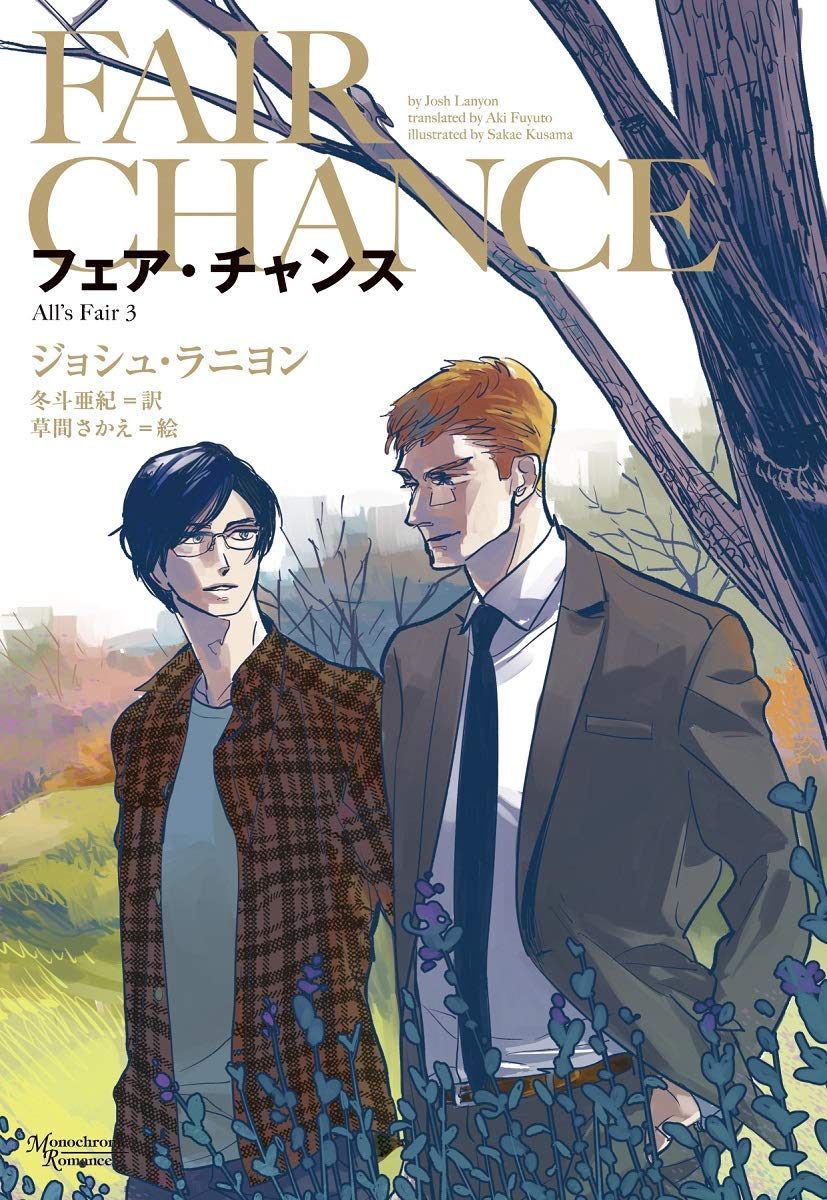 FAIR
CHANCE
by Josh Lanyon
translated by Aki Fuyuto
illustrated by Sakae Kusama
フェア・チャンス
All's Fair 3
ジョシュ・ラニヨン
冬斗亜紀=訳
草間さかえ=絵
Monochrom
Romance